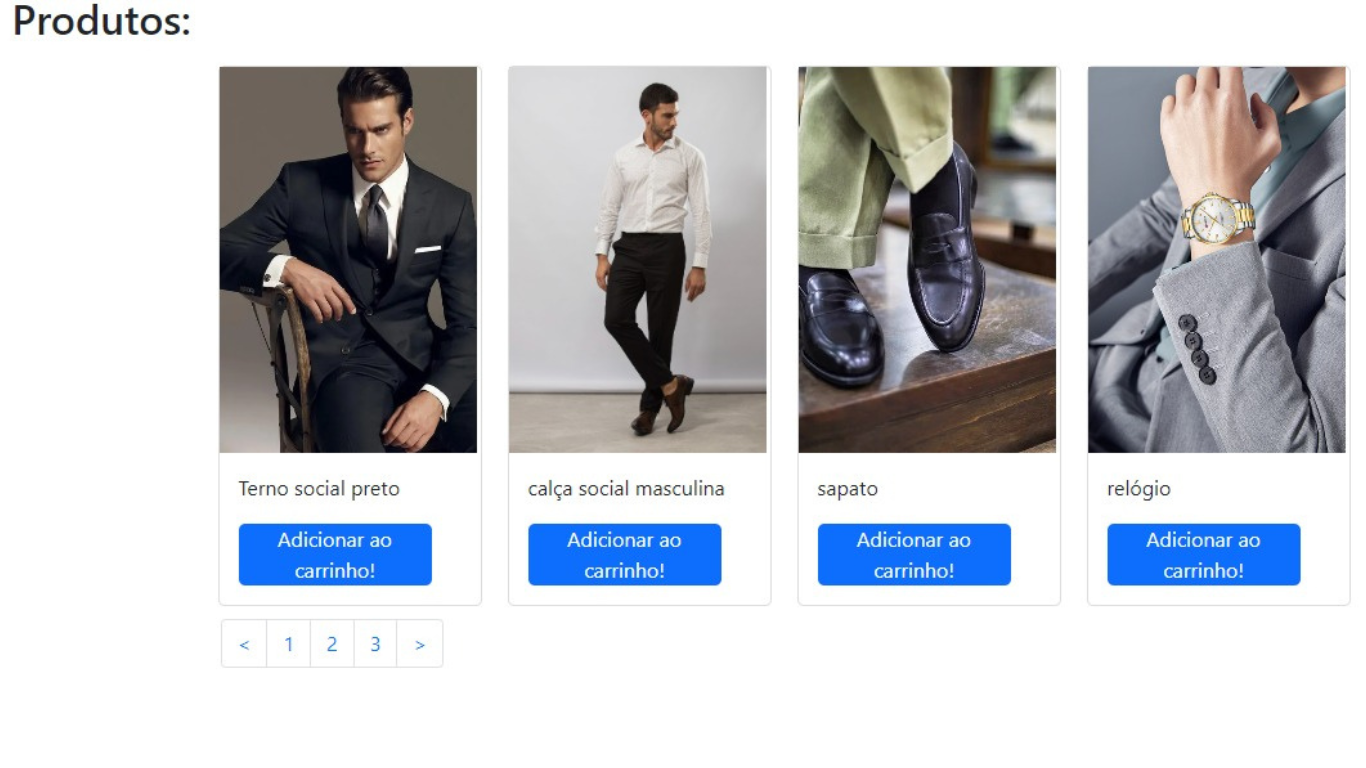 Produtos:
Terno social preto
calça social masculina
sapato
relógio
Adicionar ao
carrinho!
Adicionar ao
carrinho!
Adicionar ao
carrinho!
Adicionar ao
carrinho!
< 1 2 3 >